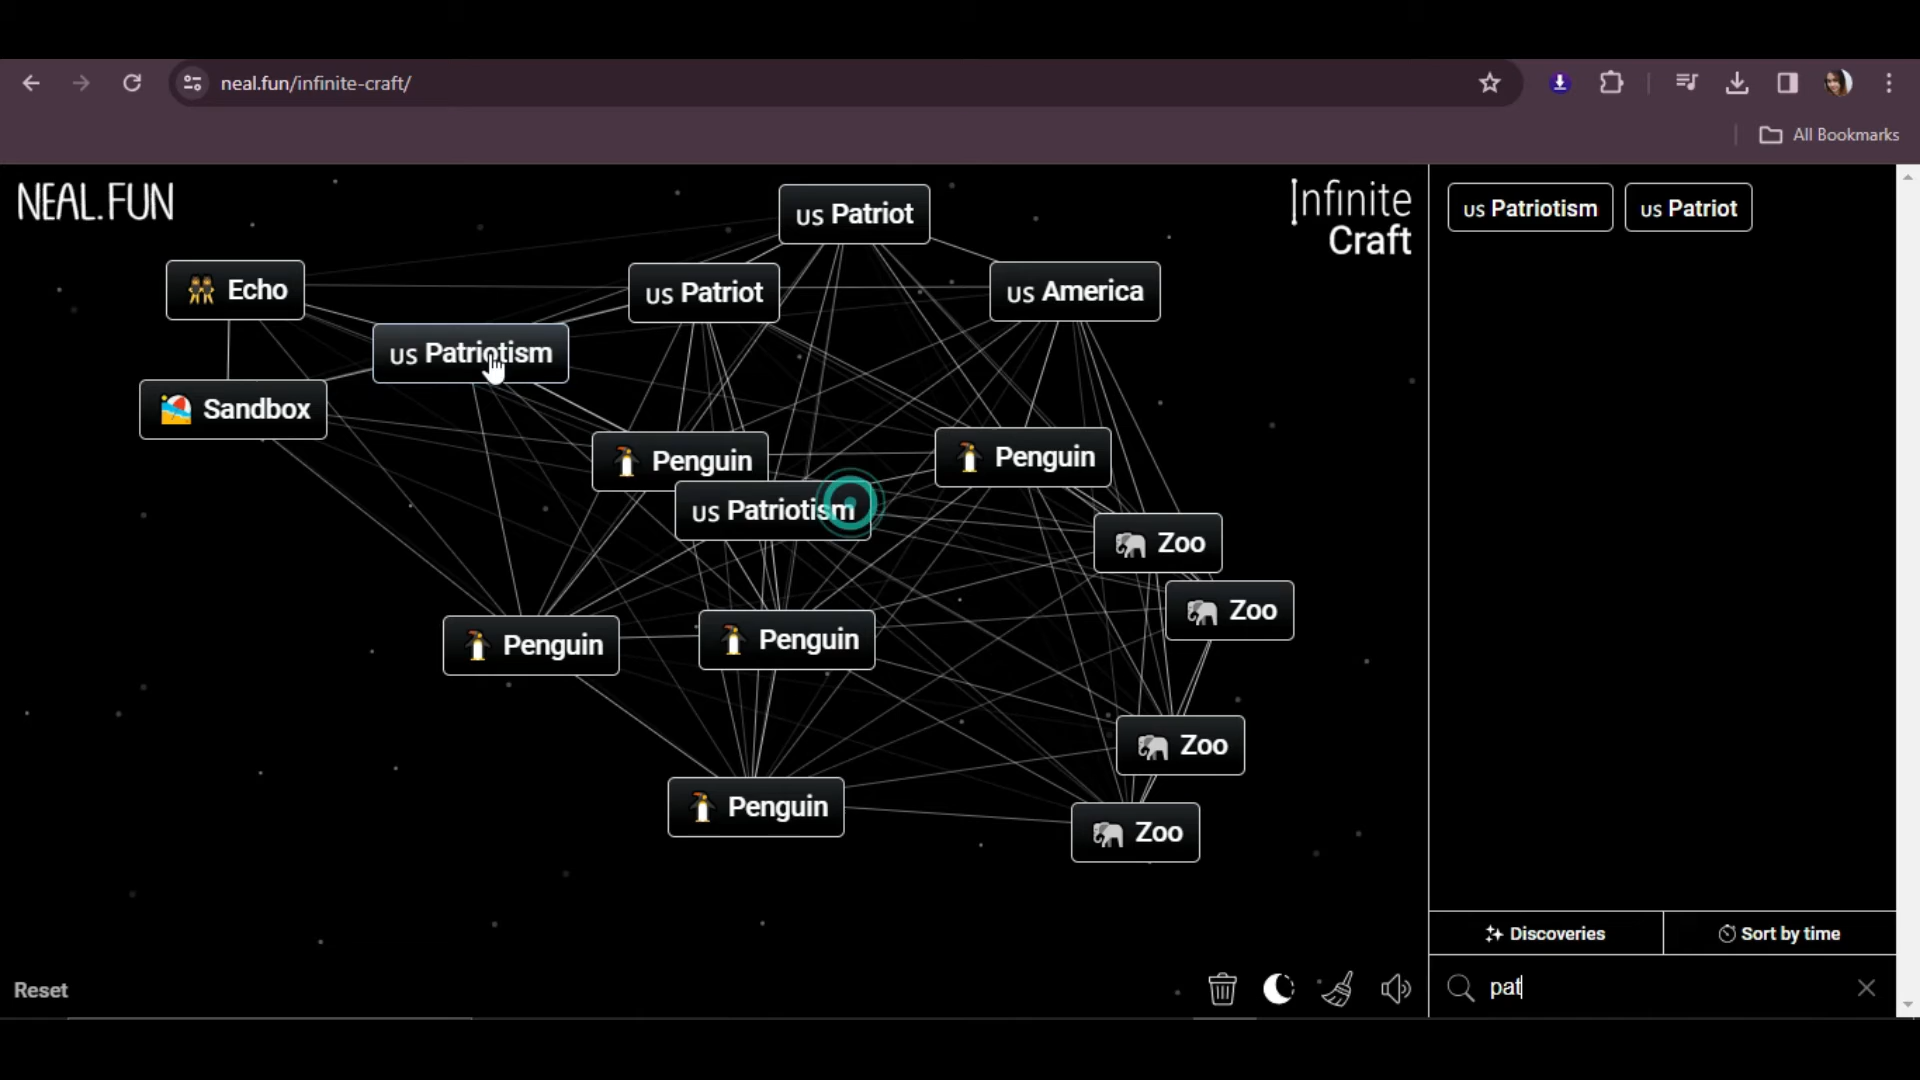 neal.fun/infinite-craft/
All Bookmarks
NEAL.FUN
Infinite
Craft
us Patriot
us Patriotism
us Patriot
Echo
us Patriot
us America
us Patriotism
Sandbox
Penguin
Penguin
us Patriotism
Zoo
Zoo
Penguin
Penguin
Zoo
Penguin
Zoo
Discoveries
Sort by time
Reset
pat